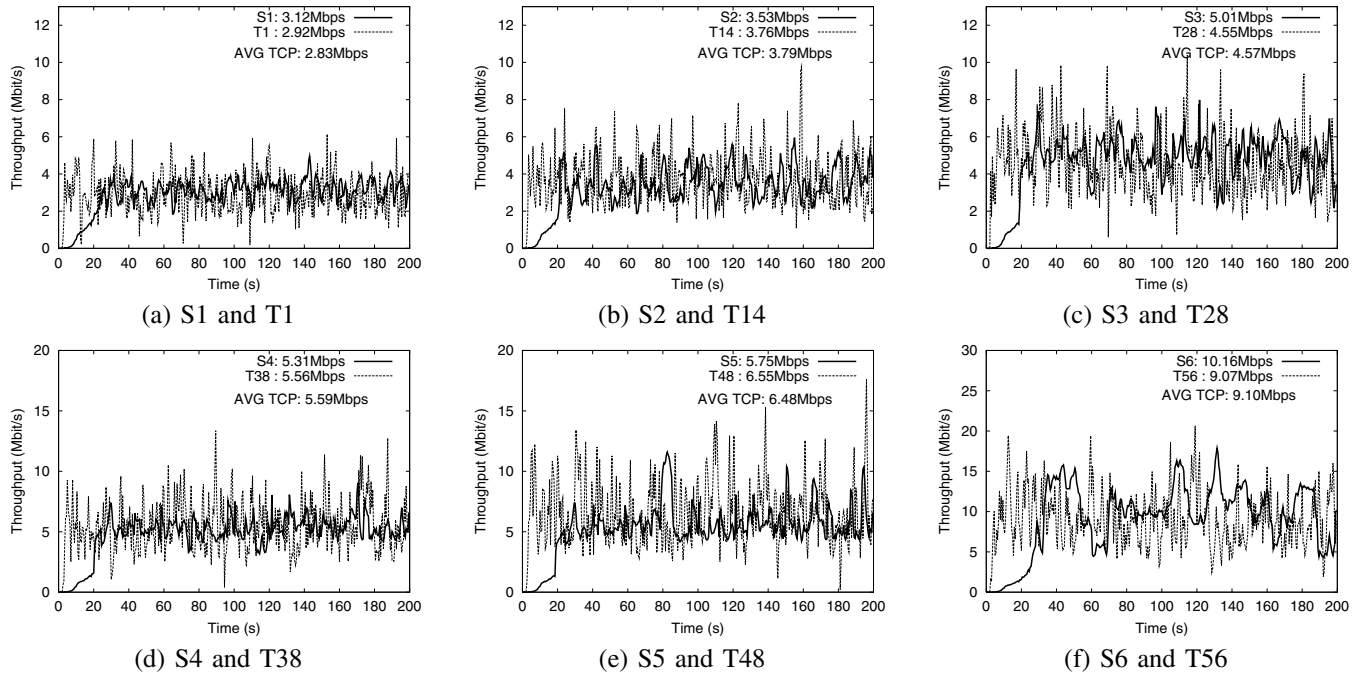 S1: 3.12Mbps
T1 : 2.92Mbps
AVG TCP: 2.83Mbps
Throughput (Mbit/s)
12
10
8
6
4
2
0
0 20 40 60 80 100 120 140 160 180 200
Time (s)
(a) S1 and T1
S2: 3.53Mbps
T14 : 3.76Mbps
AVG TCP: 3.79Mbps
Throughput (Mbit/s)
12
10
8
6
4
2
0
0 20 40 60 80 100 120 140 160 180 200
Time (s)
(b) S2 and T14
S3: 5.01Mbps
T28 : 4.55Mbps
AVG TCP: 4.57Mbps
Throughput (Mbit/s)
12
10
8
6
4
2
0
0 20 40 60 80 100 120 140 160 180 200
Time (s)
(c) S3 and T28
S4: 5.31Mbps
T38 : 5.56Mbps
AVG TCP: 5.59Mbps
Throughput (Mbit/s)
20
15
10
5
0
0 20 40 60 80 100 120 140 160 180 200
Time (s)
(d) S4 and T38
S5: 5.75Mbps
T48 : 6.55Mbps
AVG TCP: 6.48Mbps
Throughput (Mbit/s)
20
15
10
5
0
0 20 40 60 80 100 120 140 160 180 200
Time (s)
(e) S5 and T48
S6: 10.16Mbps
T56 : 9.07Mbps
AVG TCP: 9.10Mbps
Throughput (Mbit/s)
30
25
20
15
10
5
0
0 20 40 60 80 100 120 140 160 180 200
Time (s)
(f) S6 and T56